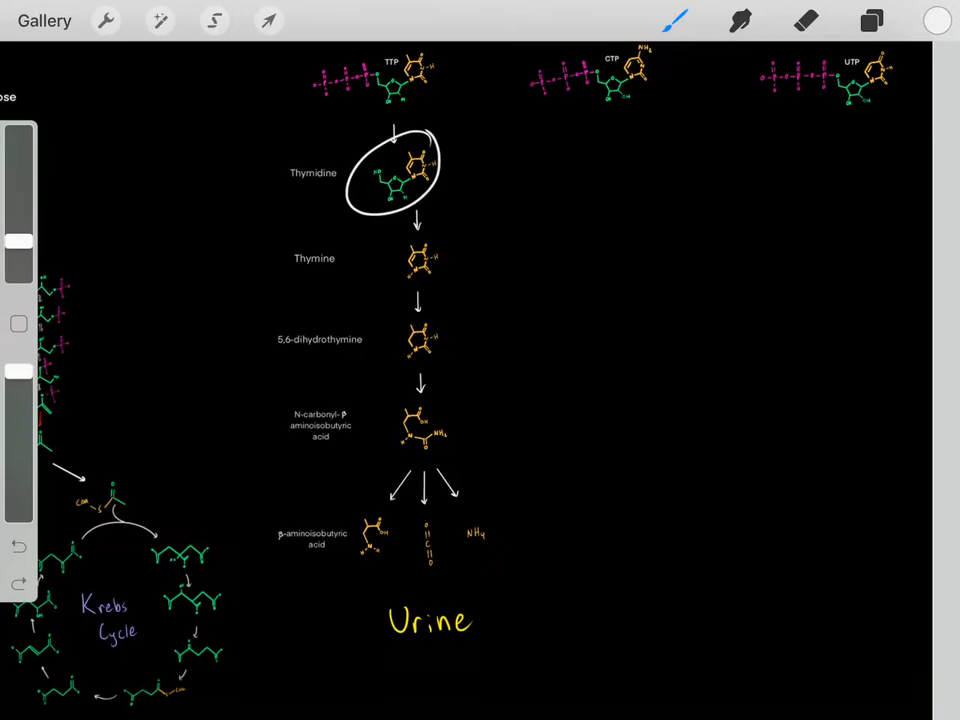 Gallery
ose
TTP
CTP
UTP
Thymidine
Thymine
5,6-dihydrothymine
N-carbonyl-β
aminoisobutyric
acid
β-aminoisobutyric
acid
NH₄
Urine
Krebs
Cycle